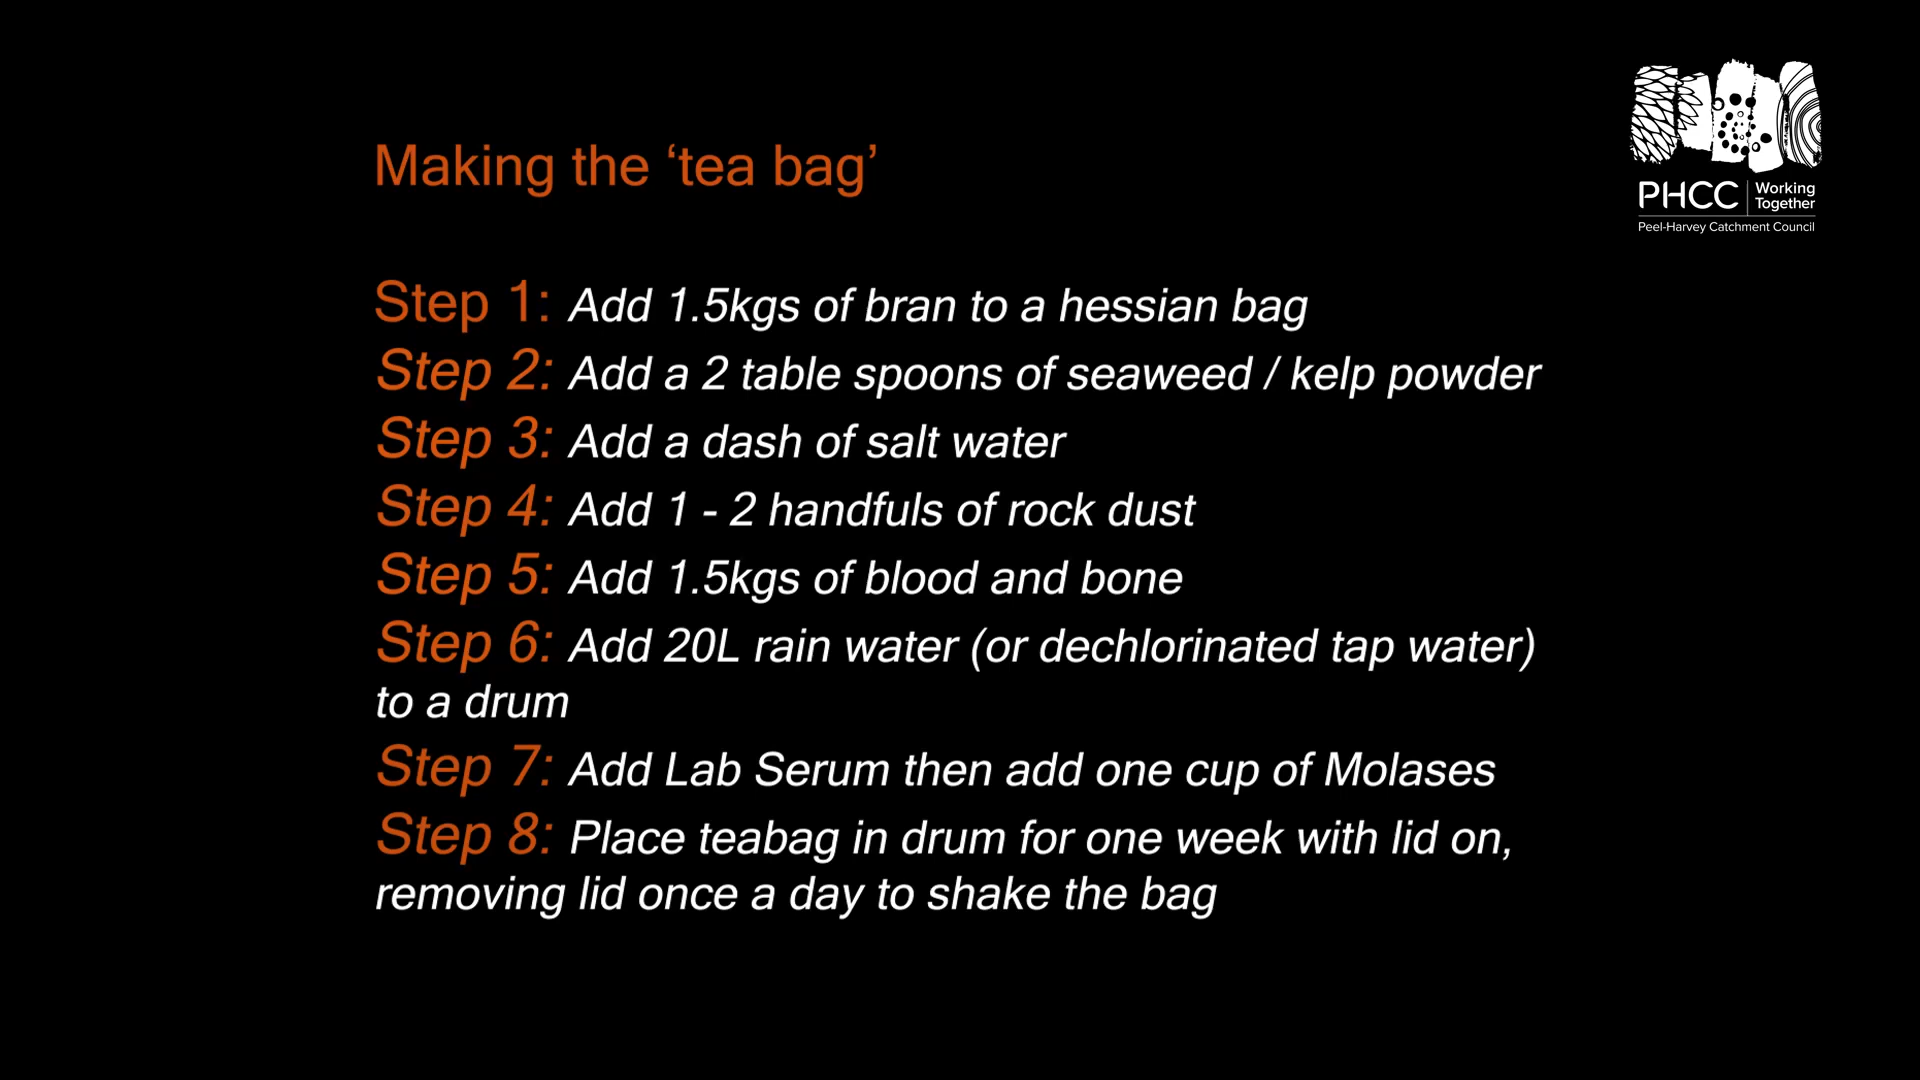 Making the ‘tea bag’
PHCC Working
Together
Peel-Harvey Catchment Council
Step 1: Add 1.5kgs of bran to a hessian bag
Step 2: Add a 2 table spoons of seaweed / kelp powder
Step 3: Add a dash of salt water
Step 4: Add 1 - 2 handfuls of rock dust
Step 5: Add 1.5kgs of blood and bone
Step 6: Add 20L rain water (or dechlorinated tap water)
to a drum
Step 7: Add Lab Serum then add one cup of Molases
Step 8: Place teabag in drum for one week with lid on,
removing lid once a day to shake the bag